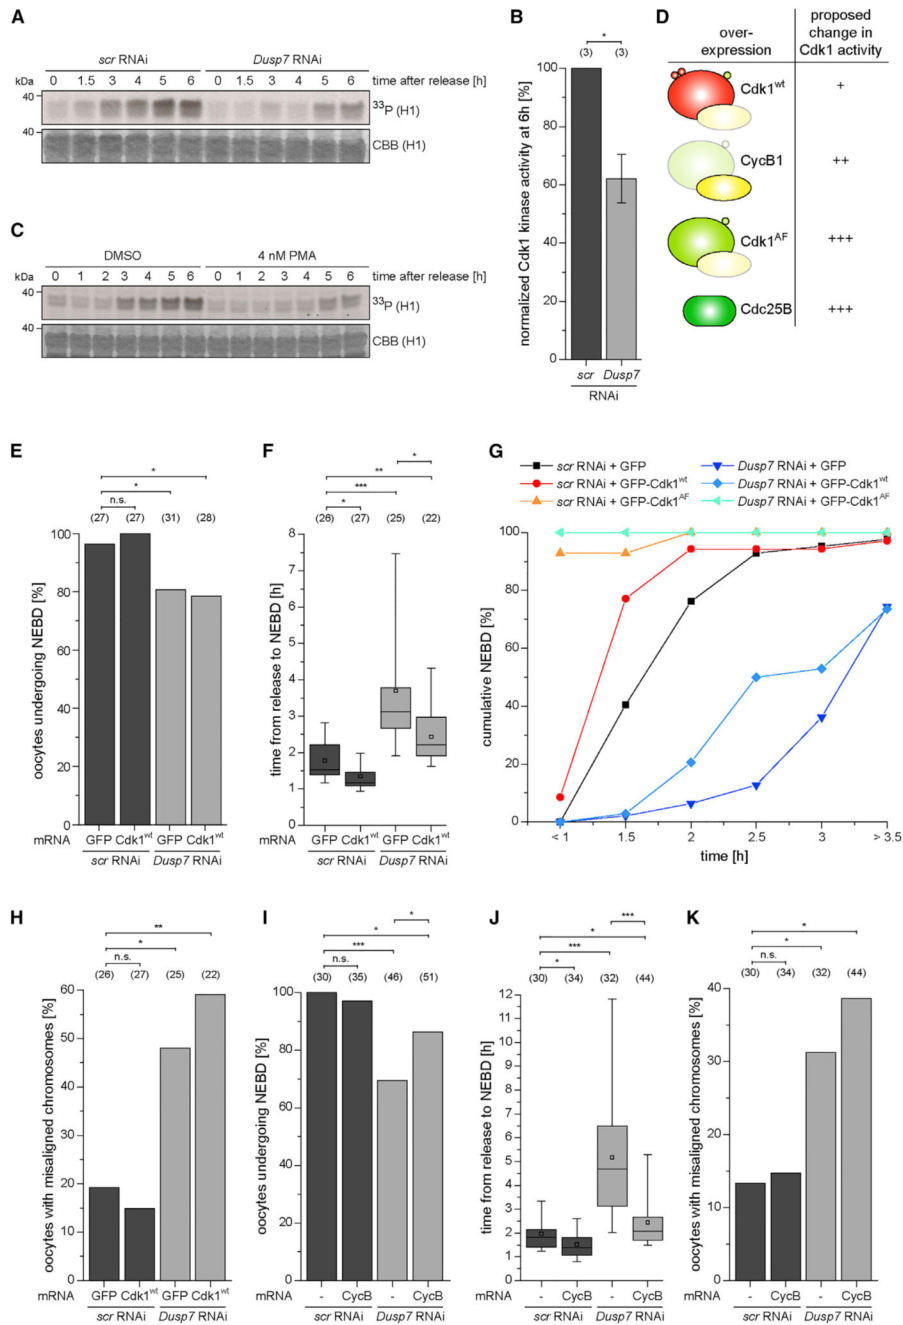 A
scr RNAi
Dusp7 RNAi
kDa
0 1.5 3 4 5 6 0 1.5 3 4 5 6 time after release [h]
40
33P (H1)
40
CBB (H1)
B
*
(3) (3)
normalized Cdk1 kinase activity at 6h [%]
100
80
60
40
20
0
scr Dusp7
RNAi
C
DMSO
4 nM PMA
kDa
0 1 2 3 4 5 6 0 1 2 3 4 5 6 time after release [h]
40
33P (H1)
40
CBB (H1)
D
over-
expression
proposed
change in
Cdk1 activity
Cdk1wt
+
CycB1
++
Cdk1AF
+++
Cdc25B
+++
E
*
*
n.s.
(27) (27) (31) (28)
oocytes undergoing NEBD [%]
100
80
60
40
20
0
mRNA
GFP Cdk1wt GFP Cdk1wt
scr RNAi Dusp7 RNAi
F
*
**
***
*
(26) (27) (25) (22)
time from release to NEBD [h]
8
7
6
5
4
3
2
1
0
mRNA
GFP Cdk1wt GFP Cdk1wt
scr RNAi Dusp7 RNAi
G
scr RNAi + GFP
scr RNAi + GFP-Cdk1wt
scr RNAi + GFP-Cdk1AF
Dusp7 RNAi + GFP
Dusp7 RNAi + GFP-Cdk1wt
Dusp7 RNAi + GFP-Cdk1AF
cumulative NEBD [%]
100
80
60
40
20
0
< 1 1.5 2 2.5 3 > 3.5
time [h]
H
**
*
n.s.
(26) (27) (25) (22)
oocytes with misaligned chromosomes [%]
60
50
40
30
20
10
0
mRNA
GFP Cdk1wt GFP Cdk1wt
scr RNAi Dusp7 RNAi
I
*
*
***
n.s.
(30) (35) (46) (51)
oocytes undergoing NEBD [%]
100
80
60
40
20
0
mRNA
- CycB - CycB
scr RNAi Dusp7 RNAi
J
***
*
***
*
(30) (34) (32) (44)
time from release to NEBD [h]
12
11
10
9
8
7
6
5
4
3
2
1
0
mRNA
- CycB - CycB
scr RNAi Dusp7 RNAi
K
*
*
n.s.
(30) (34) (32) (44)
oocytes with misaligned chromosomes [%]
40
30
20
10
0
mRNA
- CycB - CycB
scr RNAi Dusp7 RNAi